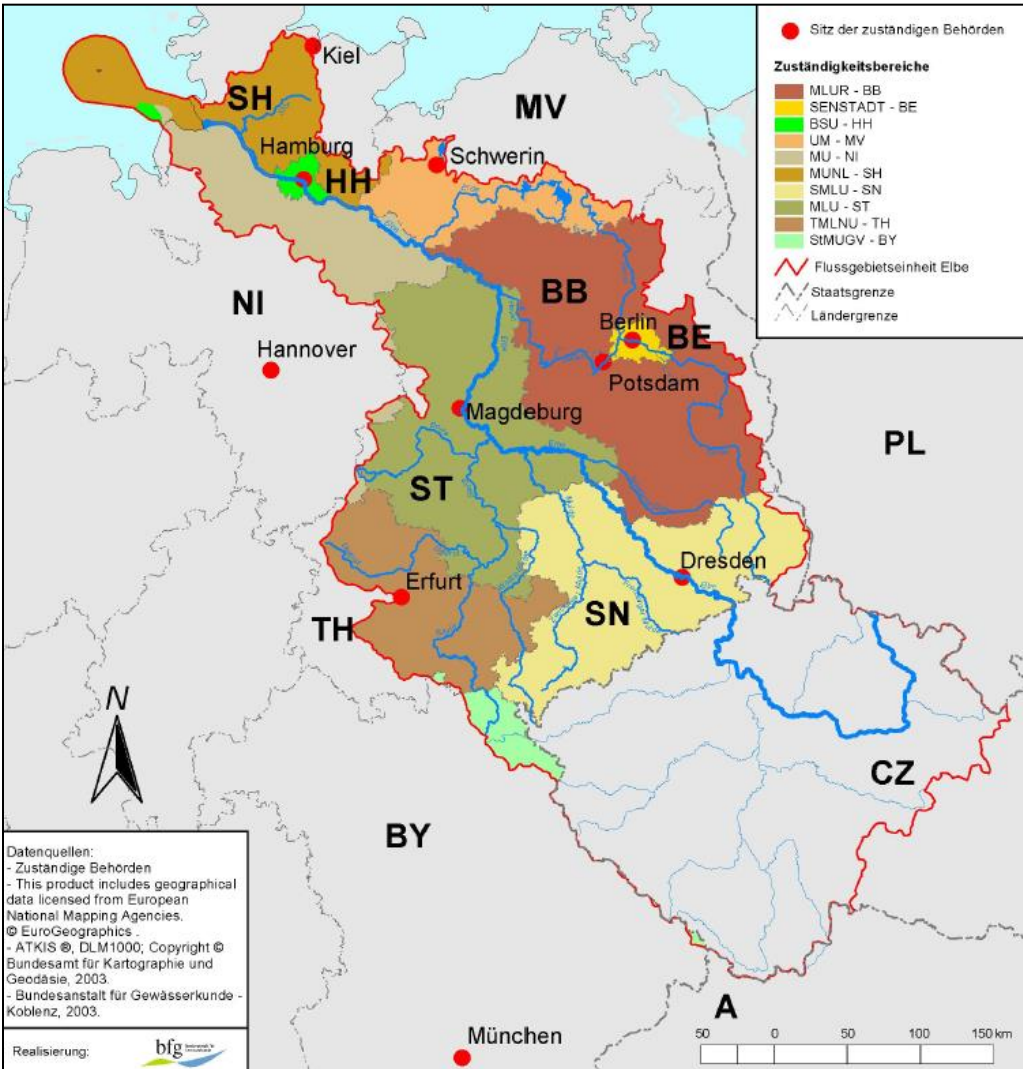 Kiel
SH
MV
Hamburg
HH
Schwerin
NI
BB
Berlin
BE
Hannover
Potsdam
Magdeburg
PL
ST
Dresden
Erfurt
SN
TH
N
CZ
BY
A
München
Sitz der zuständigen Behörden
Zuständigkeitsbereiche
MLUR - BB
SENSTADT - BE
BSU - HH
UM - MV
MU - NI
MUNL - SH
SMLU - SN
MLU - ST
TMLNU - TH
StMUGV - BY
Flussgebietseinheit Elbe
Staatsgrenze
Ländergrenze
Datenquellen:
- Zuständige Behörden
- This product includes geographical
data licensed from European
National Mapping Agencies.
© EuroGeographics .
- ATKIS ®, DLM1000; Copyright ©
Bundesamt für Kartographie und
Geodäsie, 2003.
- Bundesanstalt für Gewässerkunde -
Koblenz, 2003.
Realisierung:
bfg
50 0 50 100 150 km